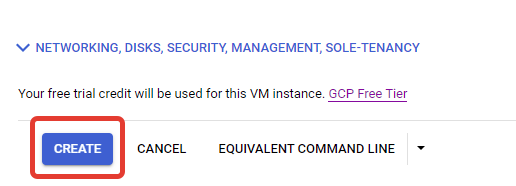 NETWORKING, DISKS, SECURITY, MANAGEMENT, SOLE-TENANCY
Your free trial credit will be used for this VM instance. GCP Free Tier
CREATE CANCEL EQUIVALENT COMMAND LINE